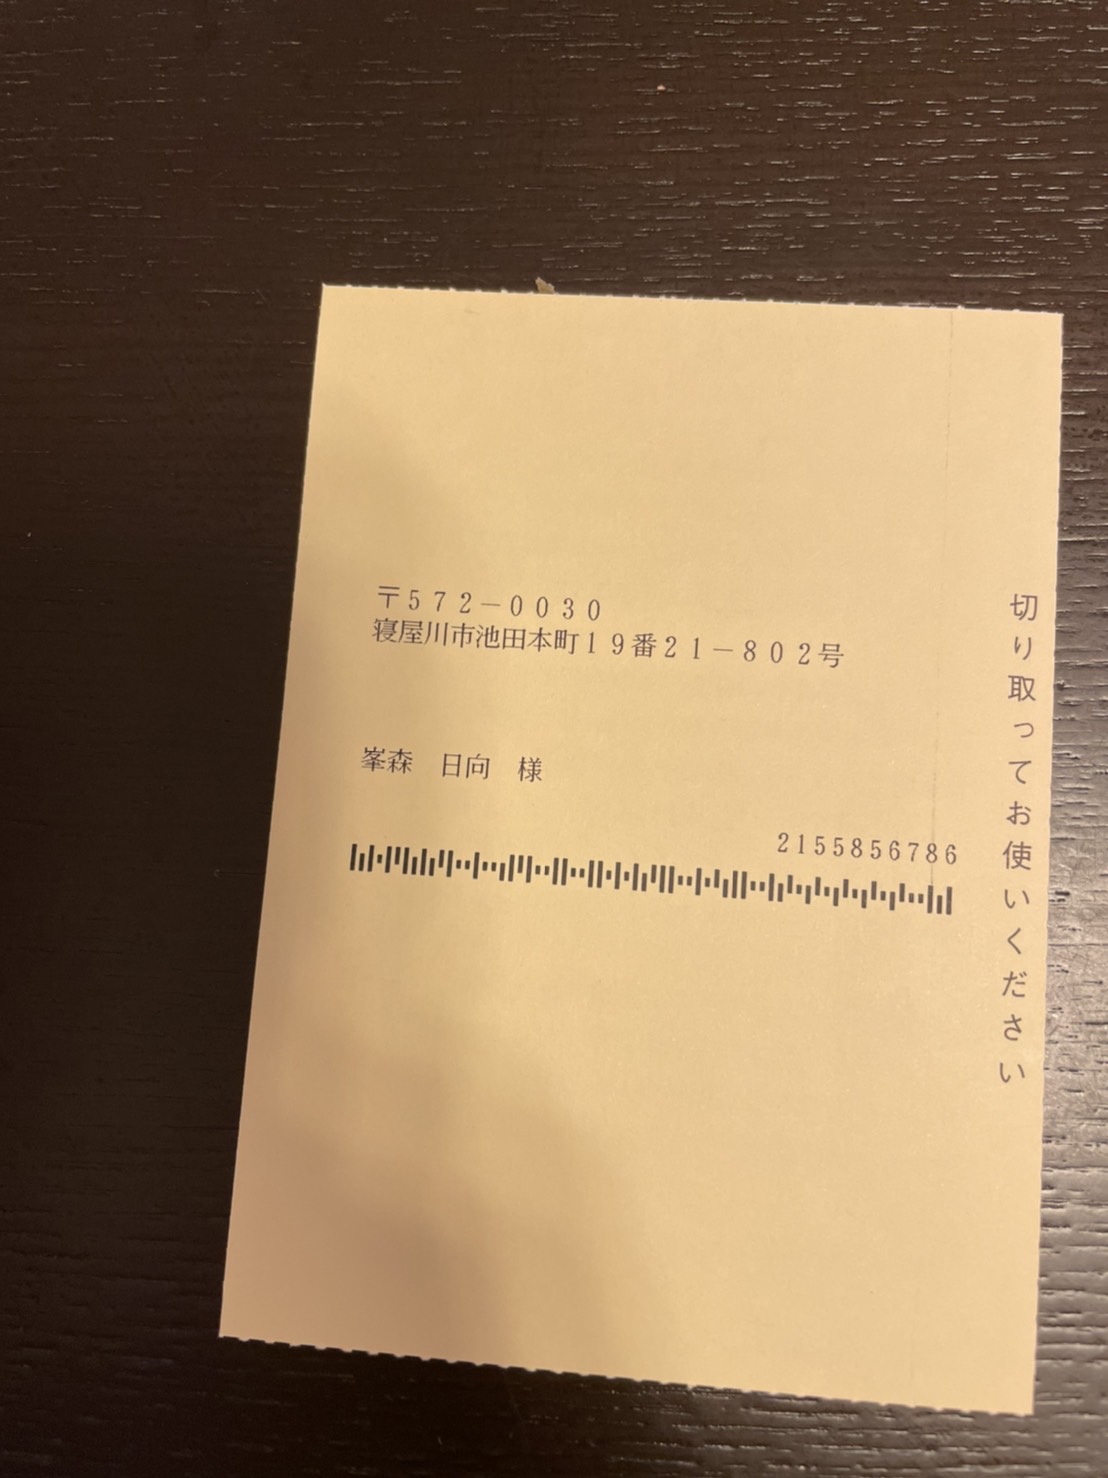 〒572-0030
寝屋川市池田本町19番21-802号
峯森 日向 様
2155856786
切り取ってお使いください